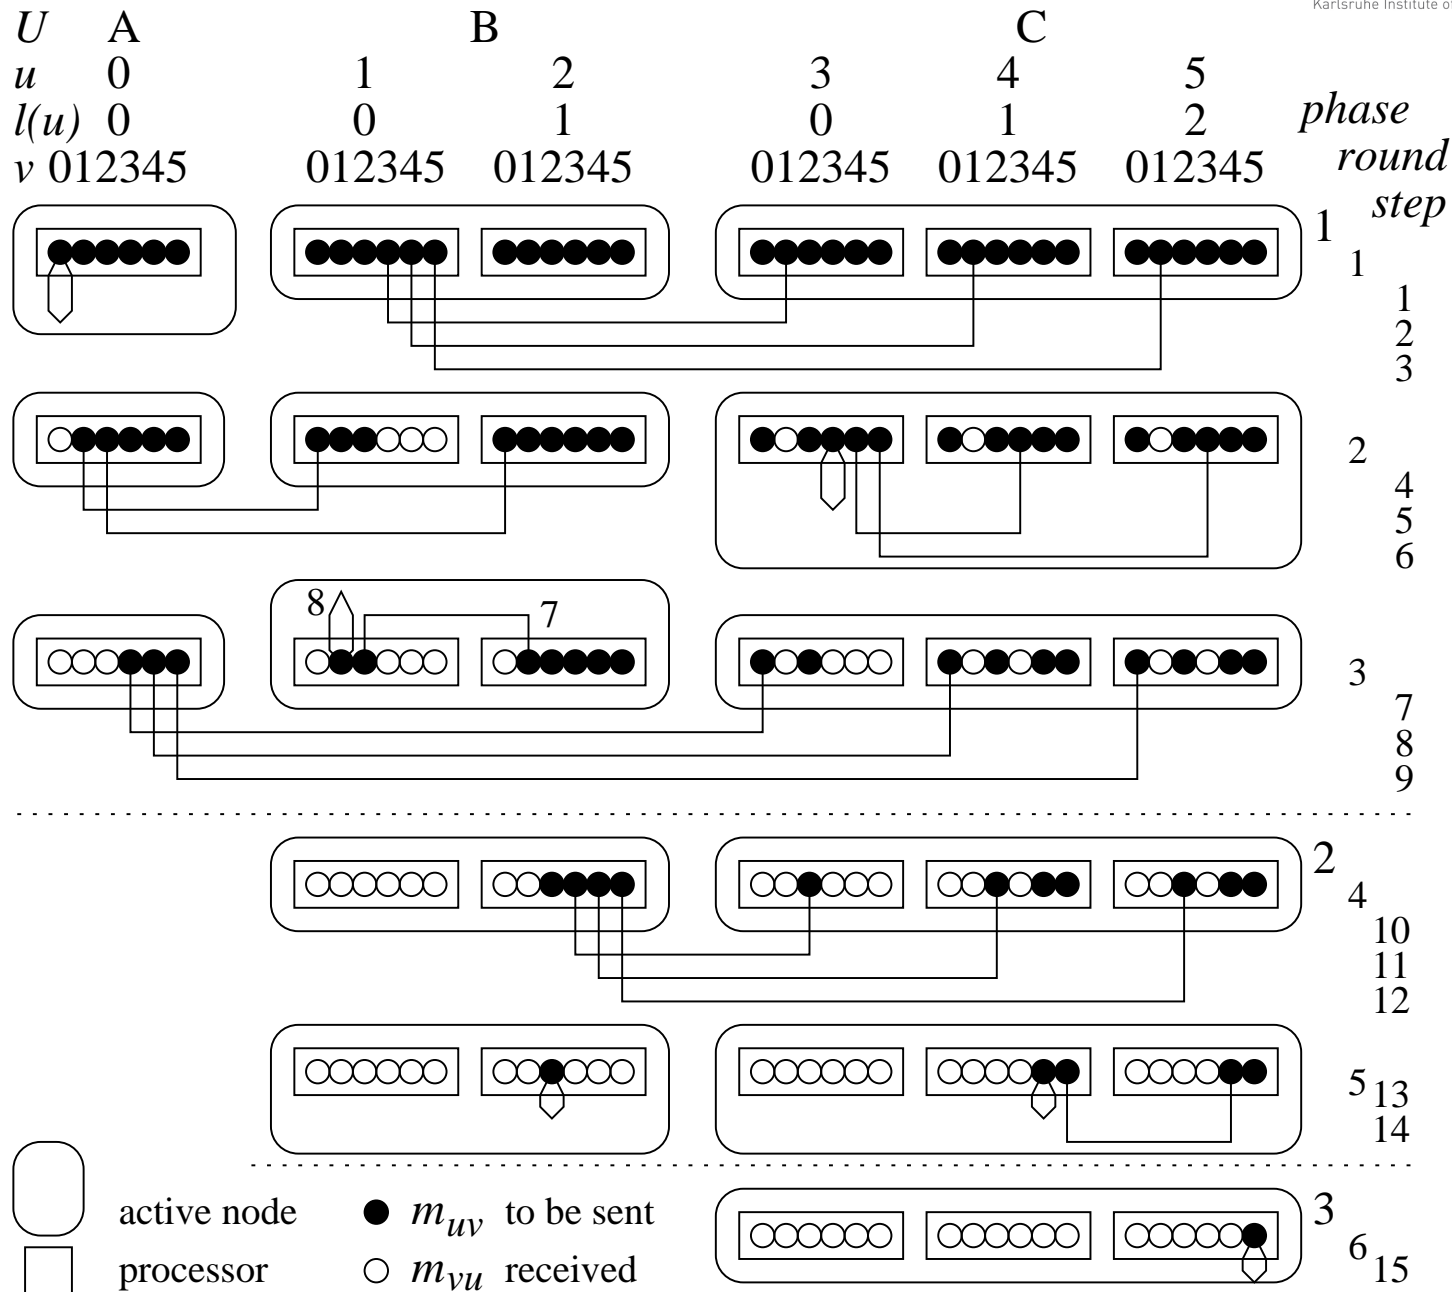 Karlsruhe Institute of
U A B C
u 0 1 2 3 4 5
l(u) 0 0 1 0 1 2 phase
v 012345 012345 012345 012345 012345 012345 round
step
1
1
1
2
3
2
4
5
6
8 7
3
7
8
9
2
4
10
11
12
5 13
14
active node m_uv to be sent 3
6
processor m_vu received 15